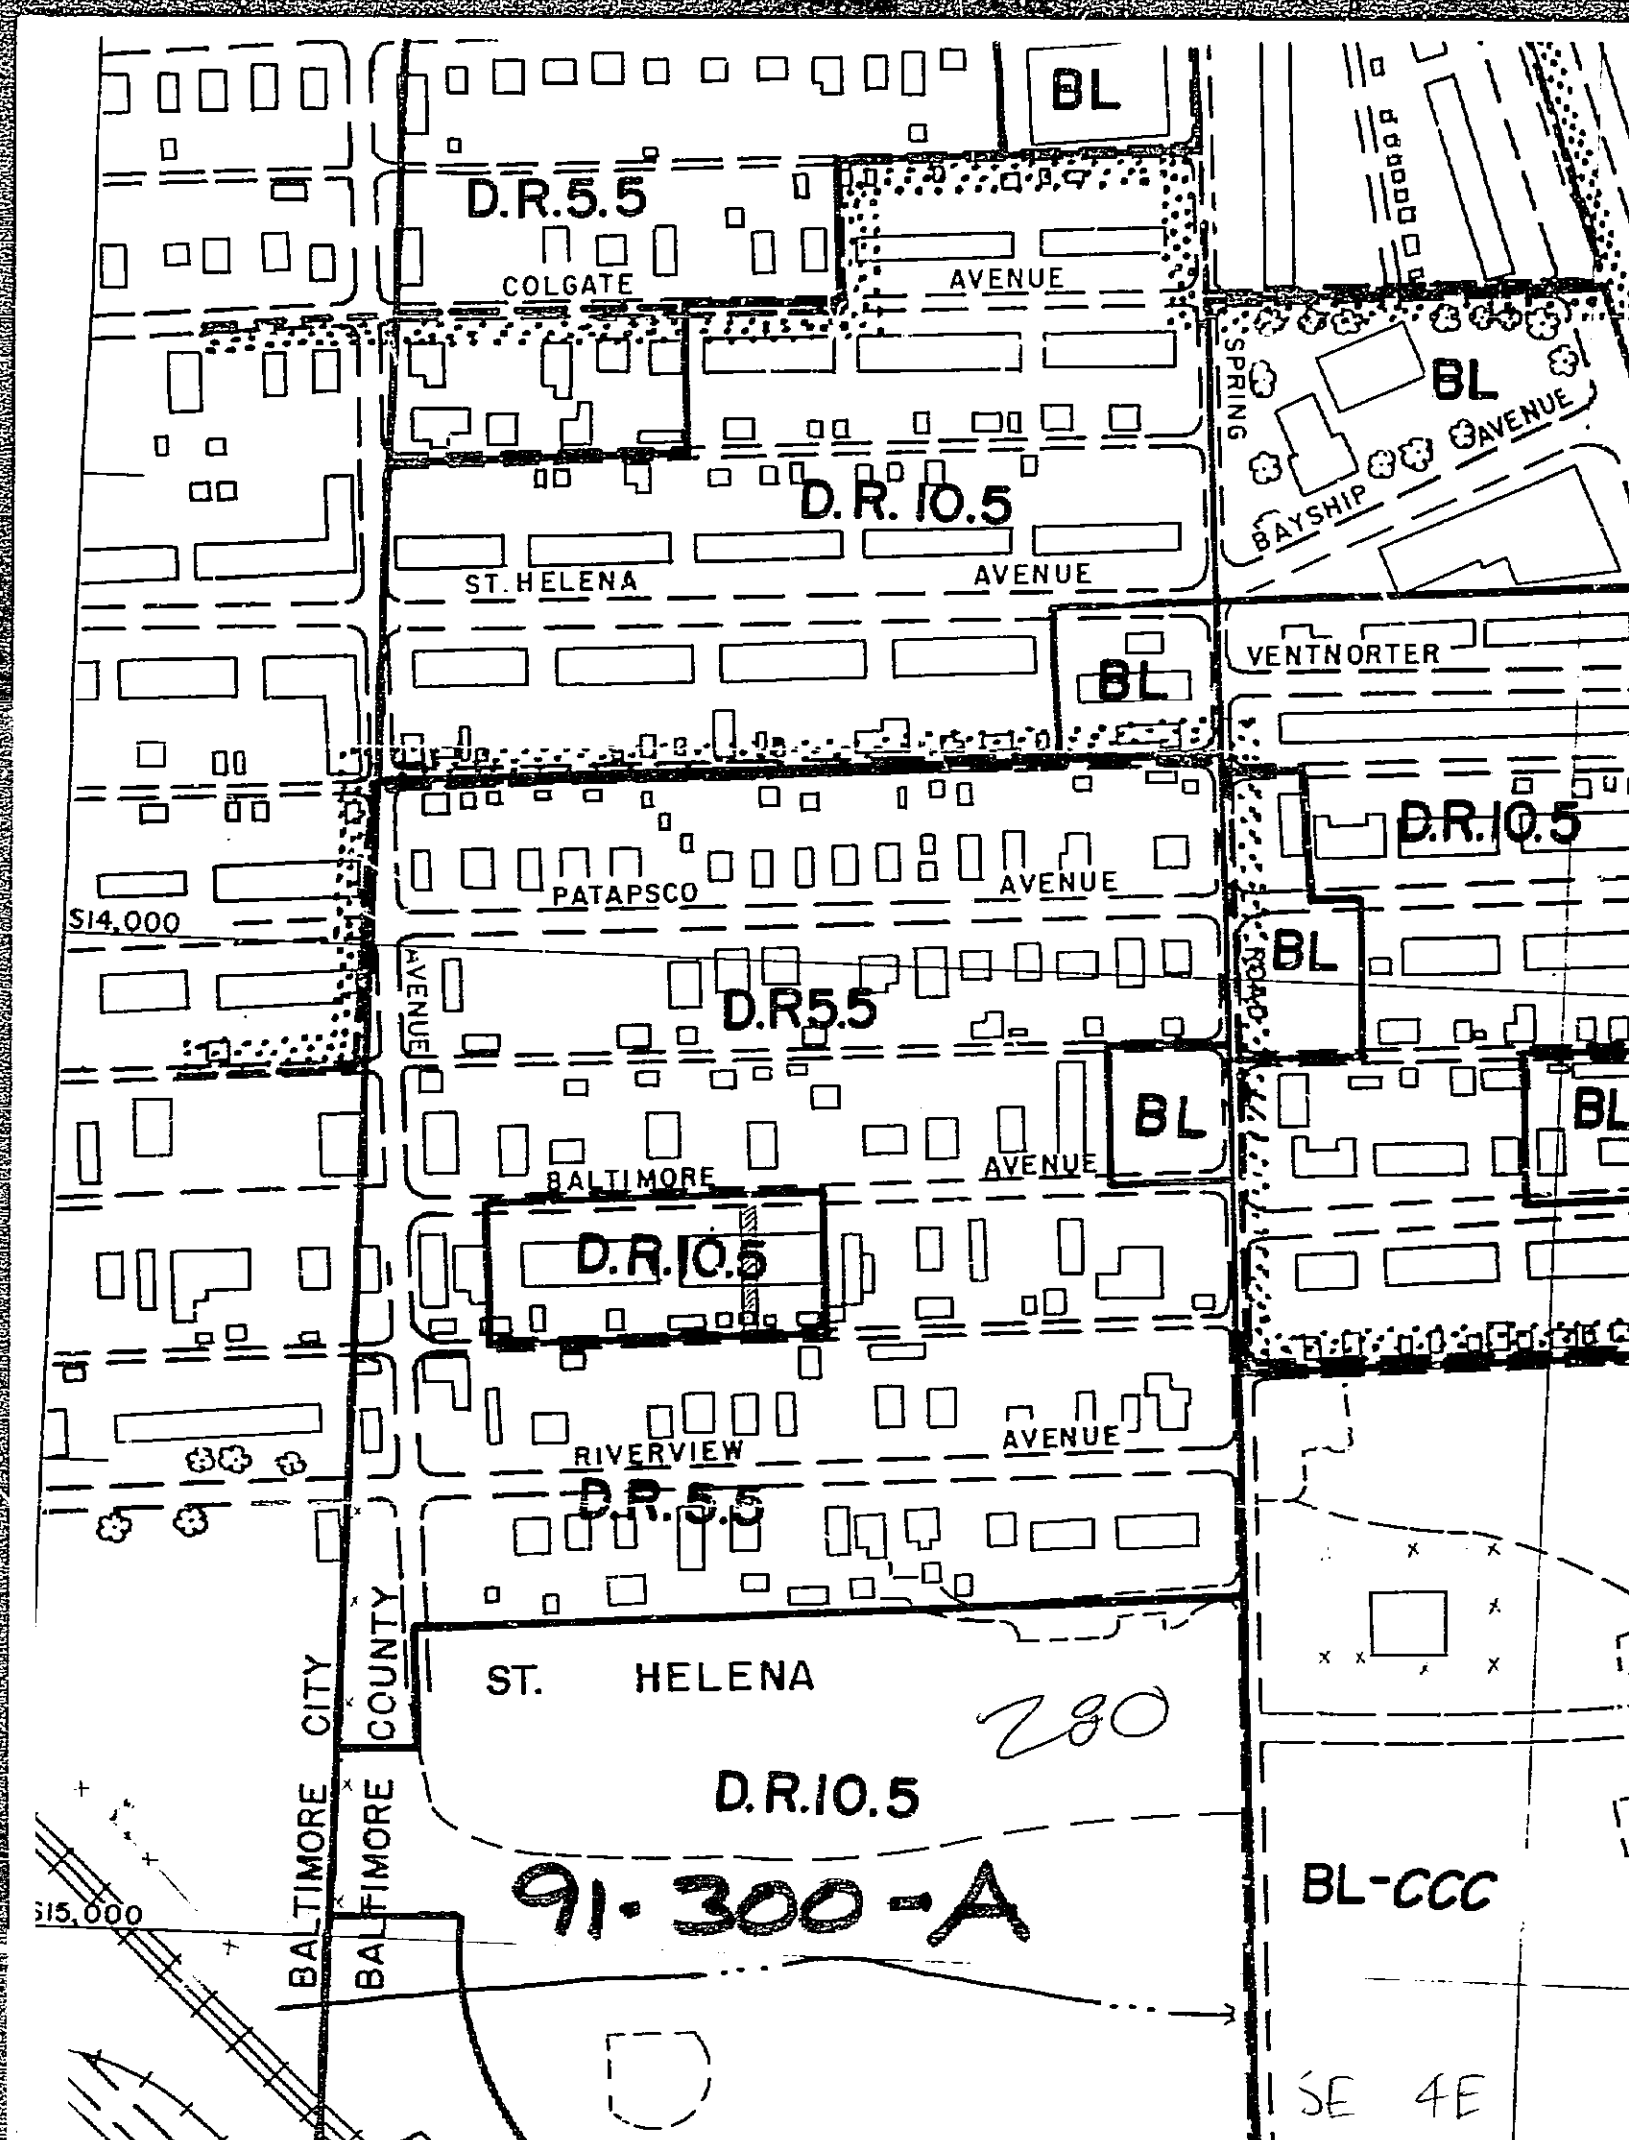 BL
D.R.5.5
COLGATE AVENUE
SPRING
BL
BAYSHIP AVENUE
D.R. 10.5
ST. HELENA AVENUE
VENTNORTER
BL
D.R.10.5
PATAPSCO AVENUE
S14,000
AVENUE
BL
ROAD
D.R5.5
BL
BL
BALTIMORE AVENUE
D.R.10.5
RIVERVIEW AVENUE
D.R.5.5
ST. HELENA
280
BALTIMORE CITY
BALTIMORE COUNTY
D.R.10.5
91-300-A
BL-CCC
S15,000
SE 4E